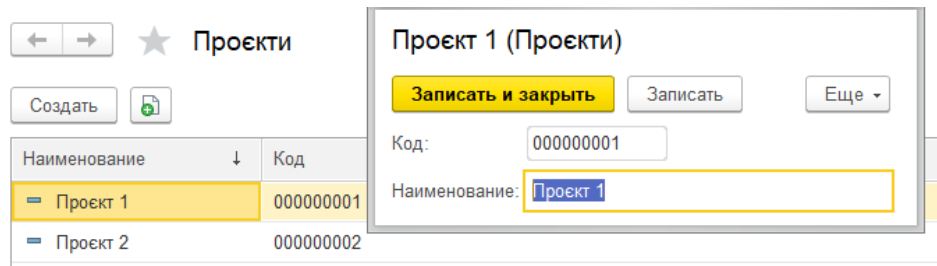 Проєкти
Создать
Наименование ↓ Код
Проєкт 1 000000001
Проєкт 2 000000002
Проєкт 1 (Проєкти)
Записать и закрыть Записать Еще
Код: 000000001
Наименование: Проєкт 1